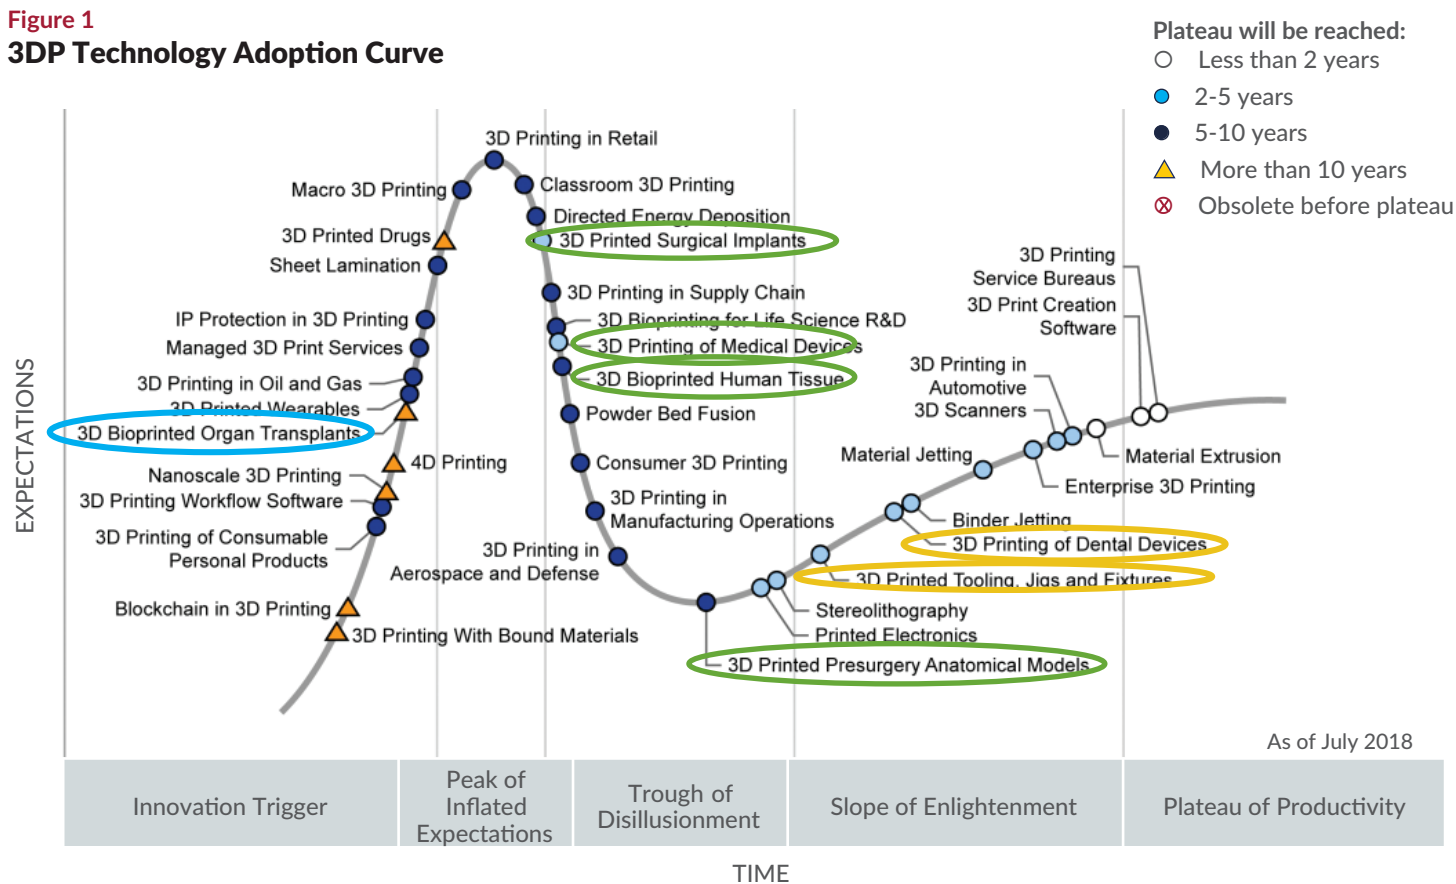 Figure 1
3DP Technology Adoption Curve
Plateau will be reached:
Less than 2 years
2-5 years
5-10 years
More than 10 years
Obsolete before plateau
EXPECTATIONS
3D Printing in Retail
Macro 3D Printing
Classroom 3D Printing
Directed Energy Deposition
3D Printed Drugs
3D Printed Surgical Implants
Sheet Lamination
3D Printing in Supply Chain
IP Protection in 3D Printing
3D Bioprinting for Life Science R&D
Managed 3D Print Services
3D Printing of Medical Devices
3D Printing in Oil and Gas
3D Bioprinted Human Tissue
3D Printed Wearables
Powder Bed Fusion
3D Bioprinted Organ Transplants
4D Printing
Consumer 3D Printing
Nanoscale 3D Printing
3D Printing Workflow Software
3D Printing in
Manufacturing Operations
3D Printing of Consumable
Personal Products
3D Printing in
Aerospace and Defense
Blockchain in 3D Printing
3D Printing With Bound Materials
3D Printing
Service Bureaus
3D Print Creation
Software
3D Printing in
Automotive
3D Scanners
Material Jetting
Material Extrusion
Enterprise 3D Printing
Binder Jetting
3D Printing of Dental Devices
3D Printed Tooling, Jigs and Fixtures
Stereolithography
Printed Electronics
3D Printed Presurgery Anatomical Models
As of July 2018
Innovation Trigger
Peak of
Inflated
Expectations
Trough of
Disillusionment
Slope of Enlightenment
Plateau of Productivity
TIME